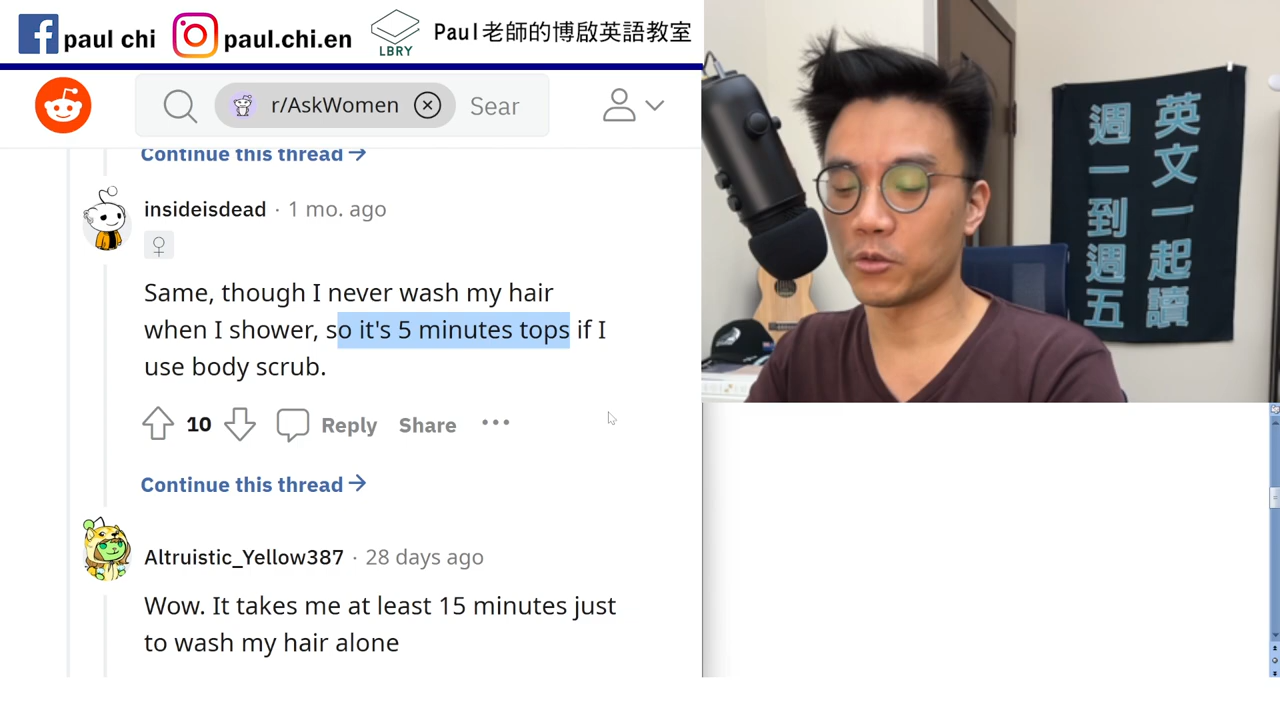 paul chi
paul.chi.en
LBRY
Paul老師的博啟英語教室
r/AskWomen
Sear
Continue this thread →
insideisdead · 1 mo. ago
♀
Same, though I never wash my hair
when I shower, so it's 5 minutes tops if I
use body scrub.
10
Reply
Share
•••
Continue this thread →
Altruistic_Yellow387 · 28 days ago
Wow. It takes me at least 15 minutes just
to wash my hair alone
英文一起讀
週一到週五